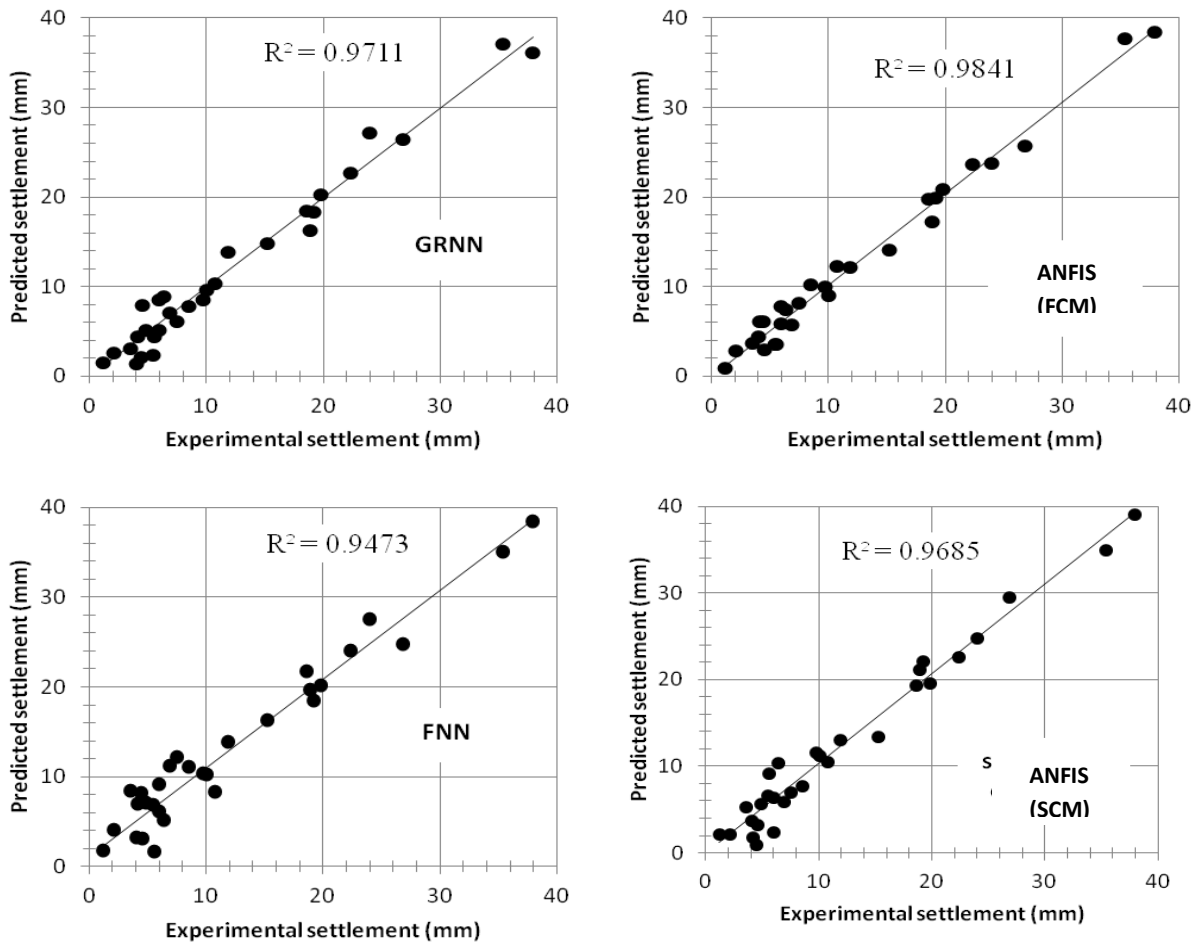 40
R² = 0.9711
30
20
GRNN
10
0
0 10 20 30 40
Predicted settlement (mm)
Experimental settlement (mm)
40
R² = 0.9841
30
20
ANFIS
(FCM)
10
0
0 10 20 30 40
Predicted settlement (mm)
Experimental settlement (mm)
40
R² = 0.9473
30
20
FNN
10
0
0 10 20 30 40
Predicted settlement (mm)
Experimental settlement (mm)
40
R² = 0.9685
30
20
s
ANFIS
(SCM)
10
0
0 10 20 30 40
Predicted settlement (mm)
Experimental settlement (mm)